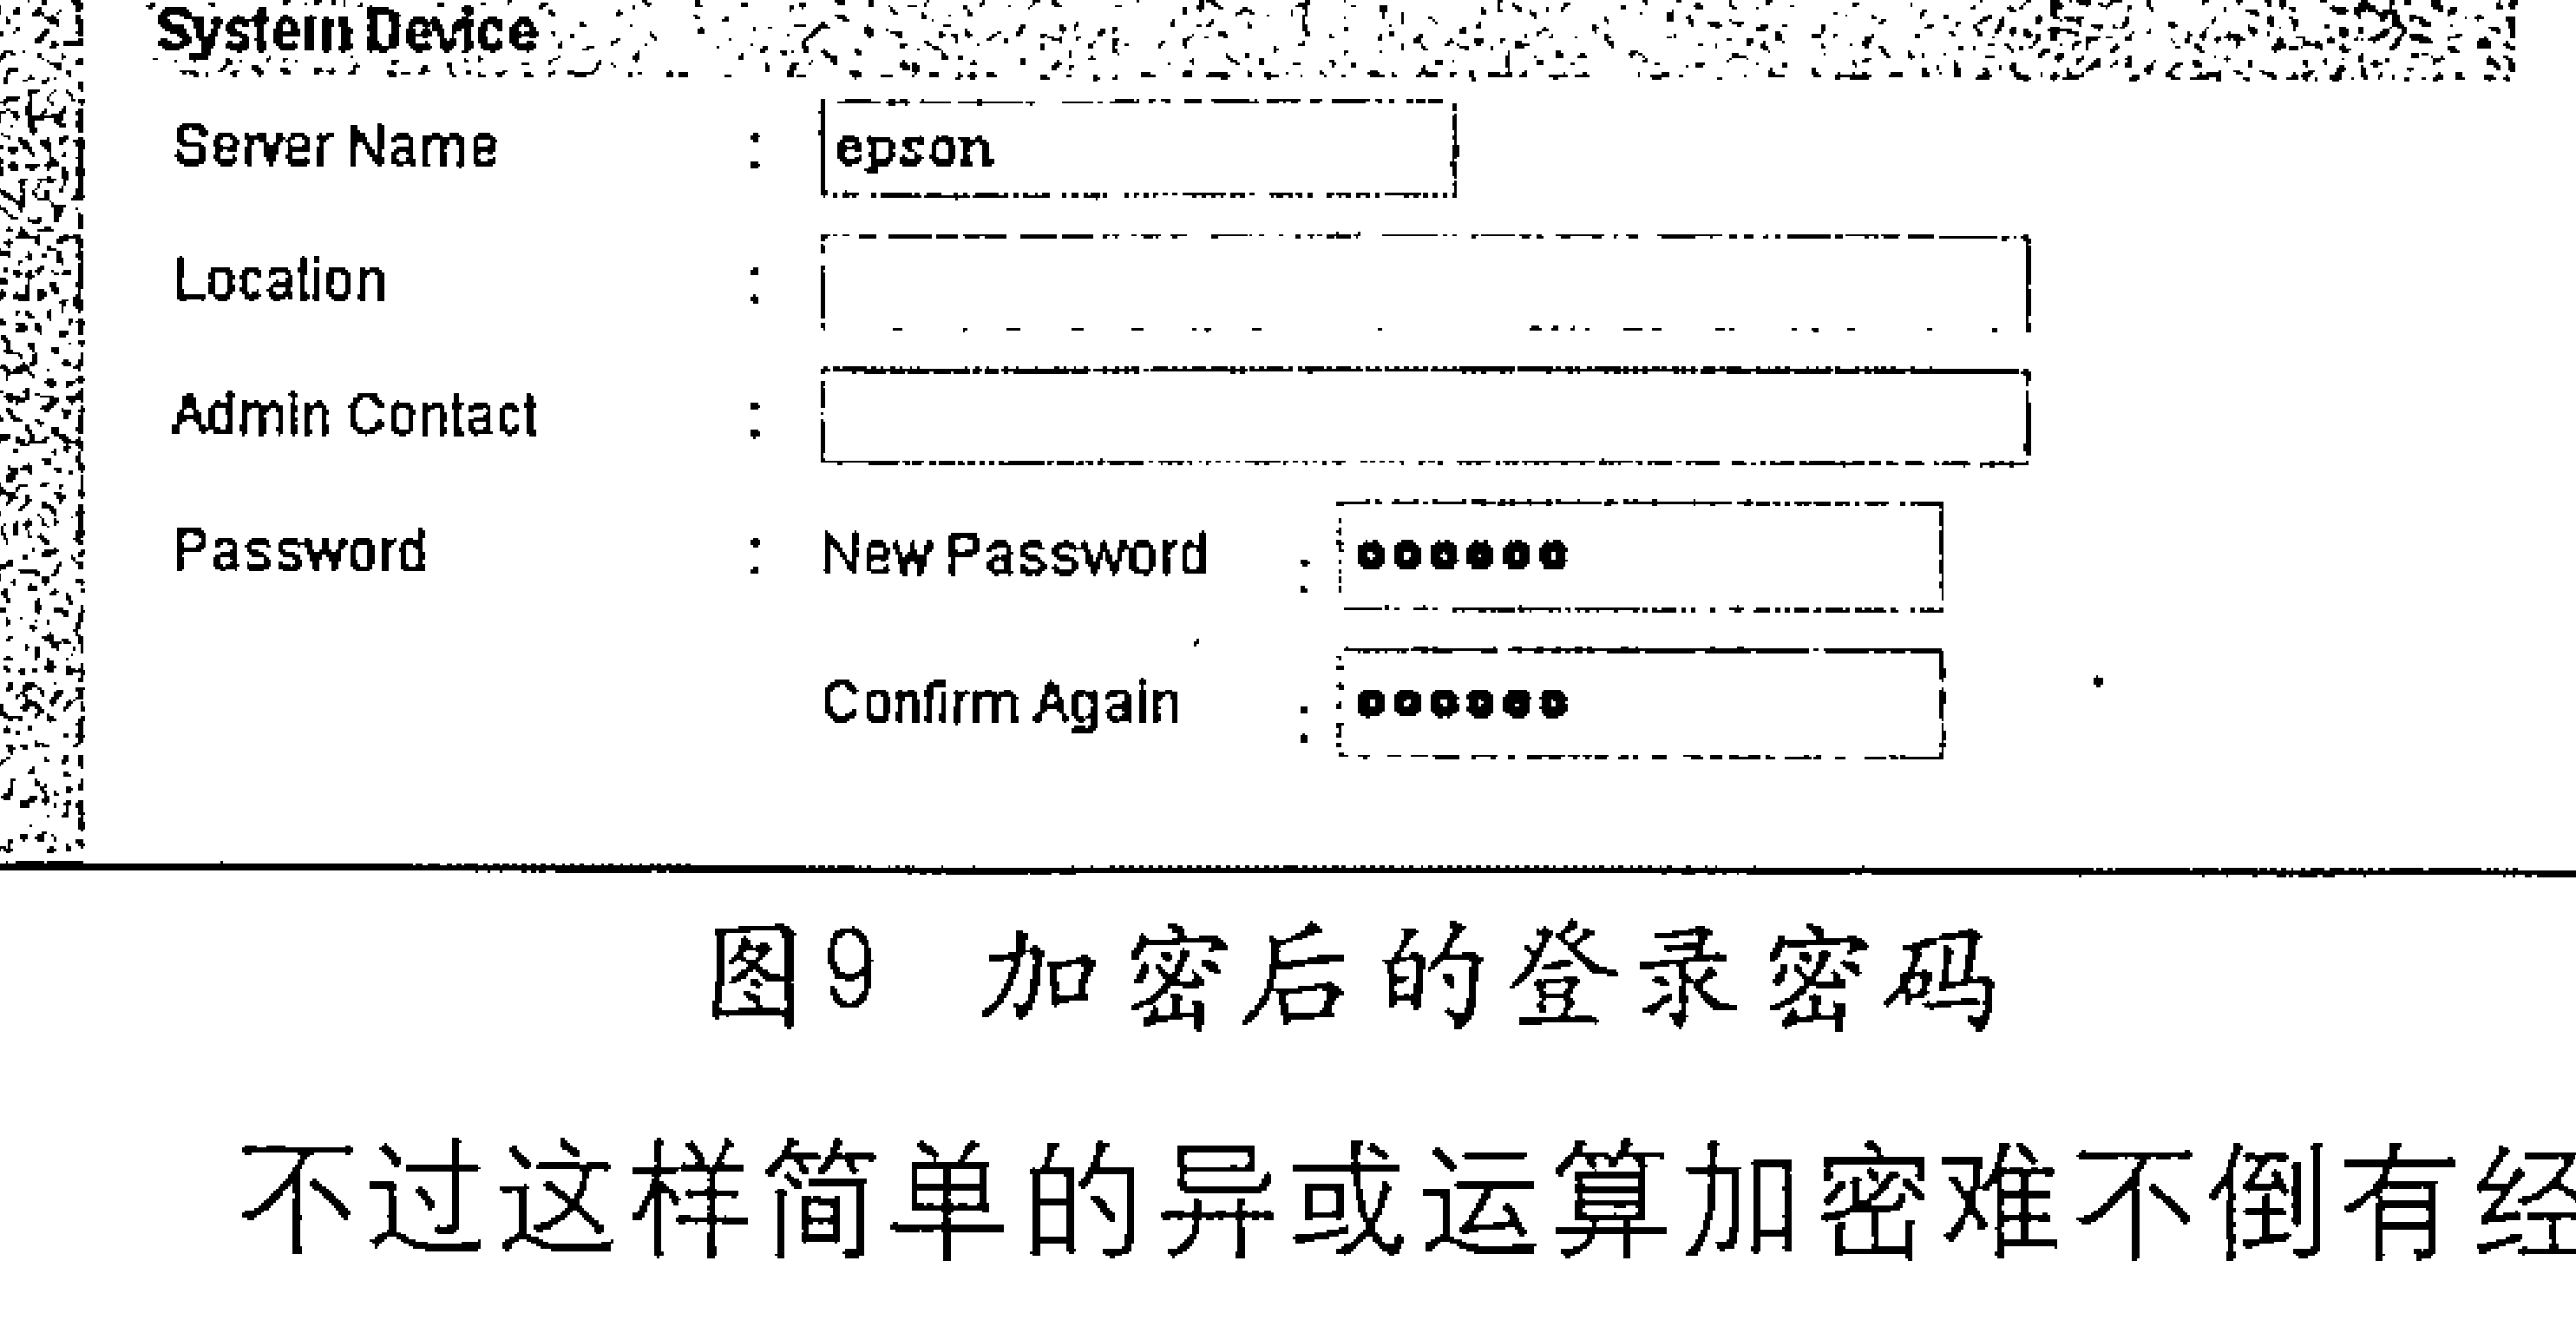 System Device
Server Name : epson
Location :
Admin Contact :
Password : New Password : ••••••
Confirm Again : ••••••
图9 加密后的登录密码
不过这样简单的异或运算加密难不倒有经